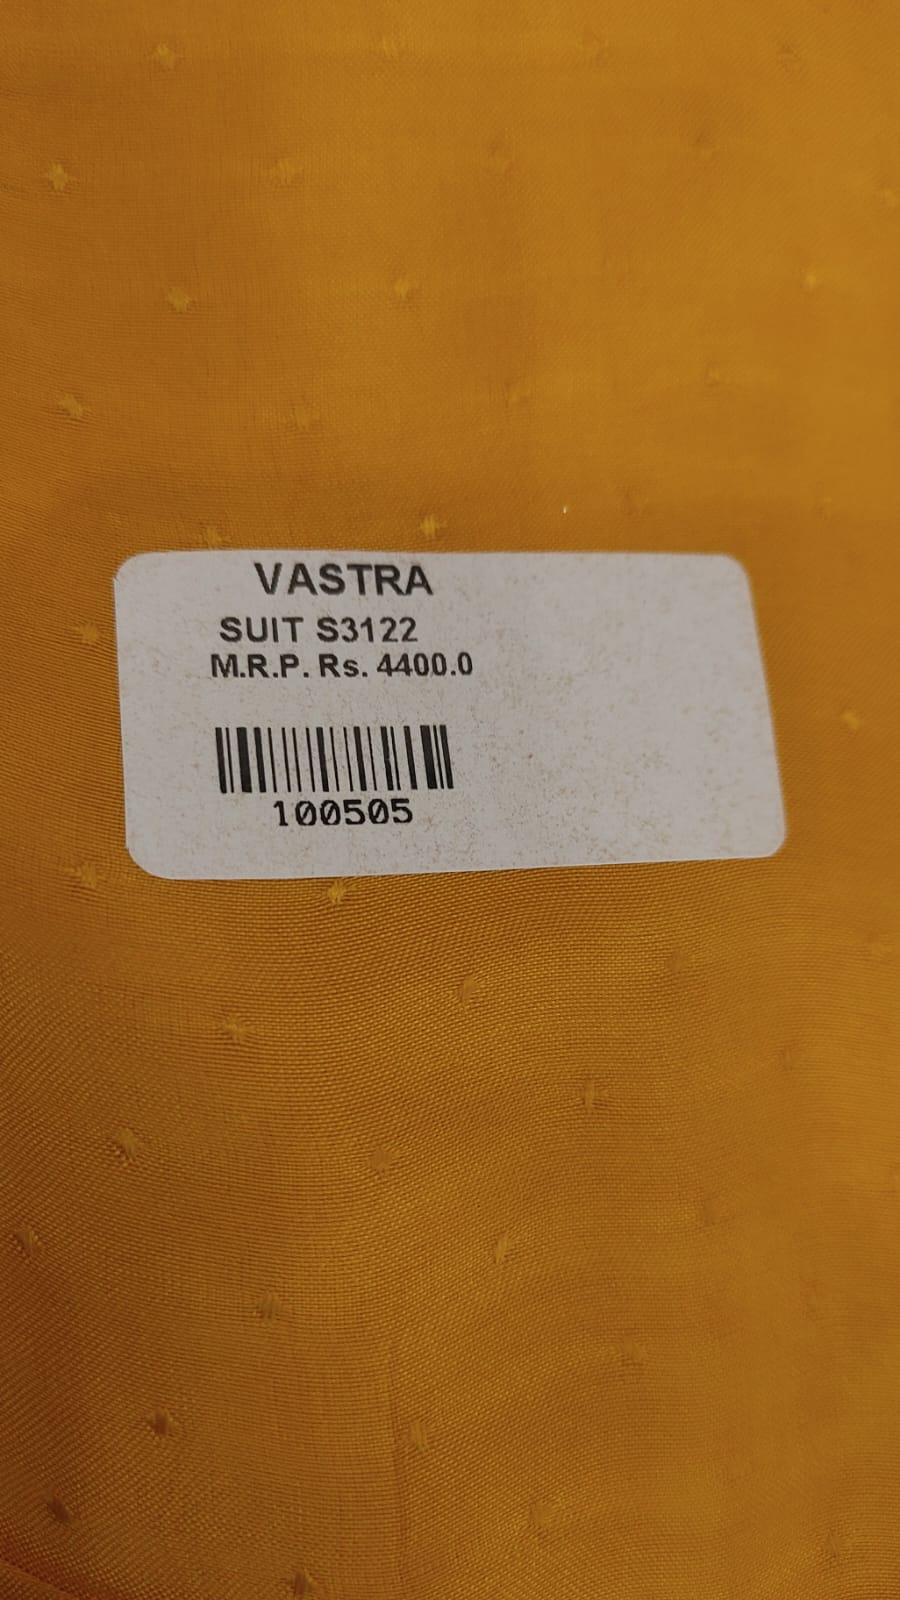 VASTRA
SUIT S3122
M.R.P. Rs. 4400.0
100505